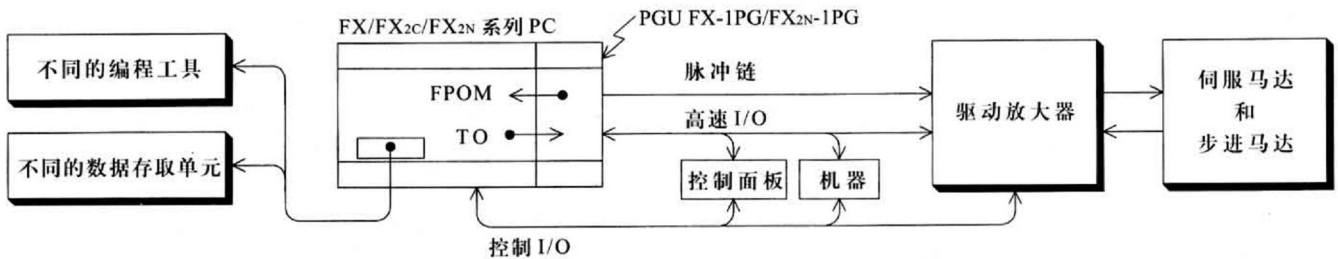 FX/FX2C/FX2N 系列 PC
PGU FX-1PG/FX2N-1PG
不同的编程工具
不同的数据存取单元
FPOM
TO
脉冲链
高速 I/O
控制面板
机器
控制 I/O
驱动放大器
伺服马达
和
步进马达